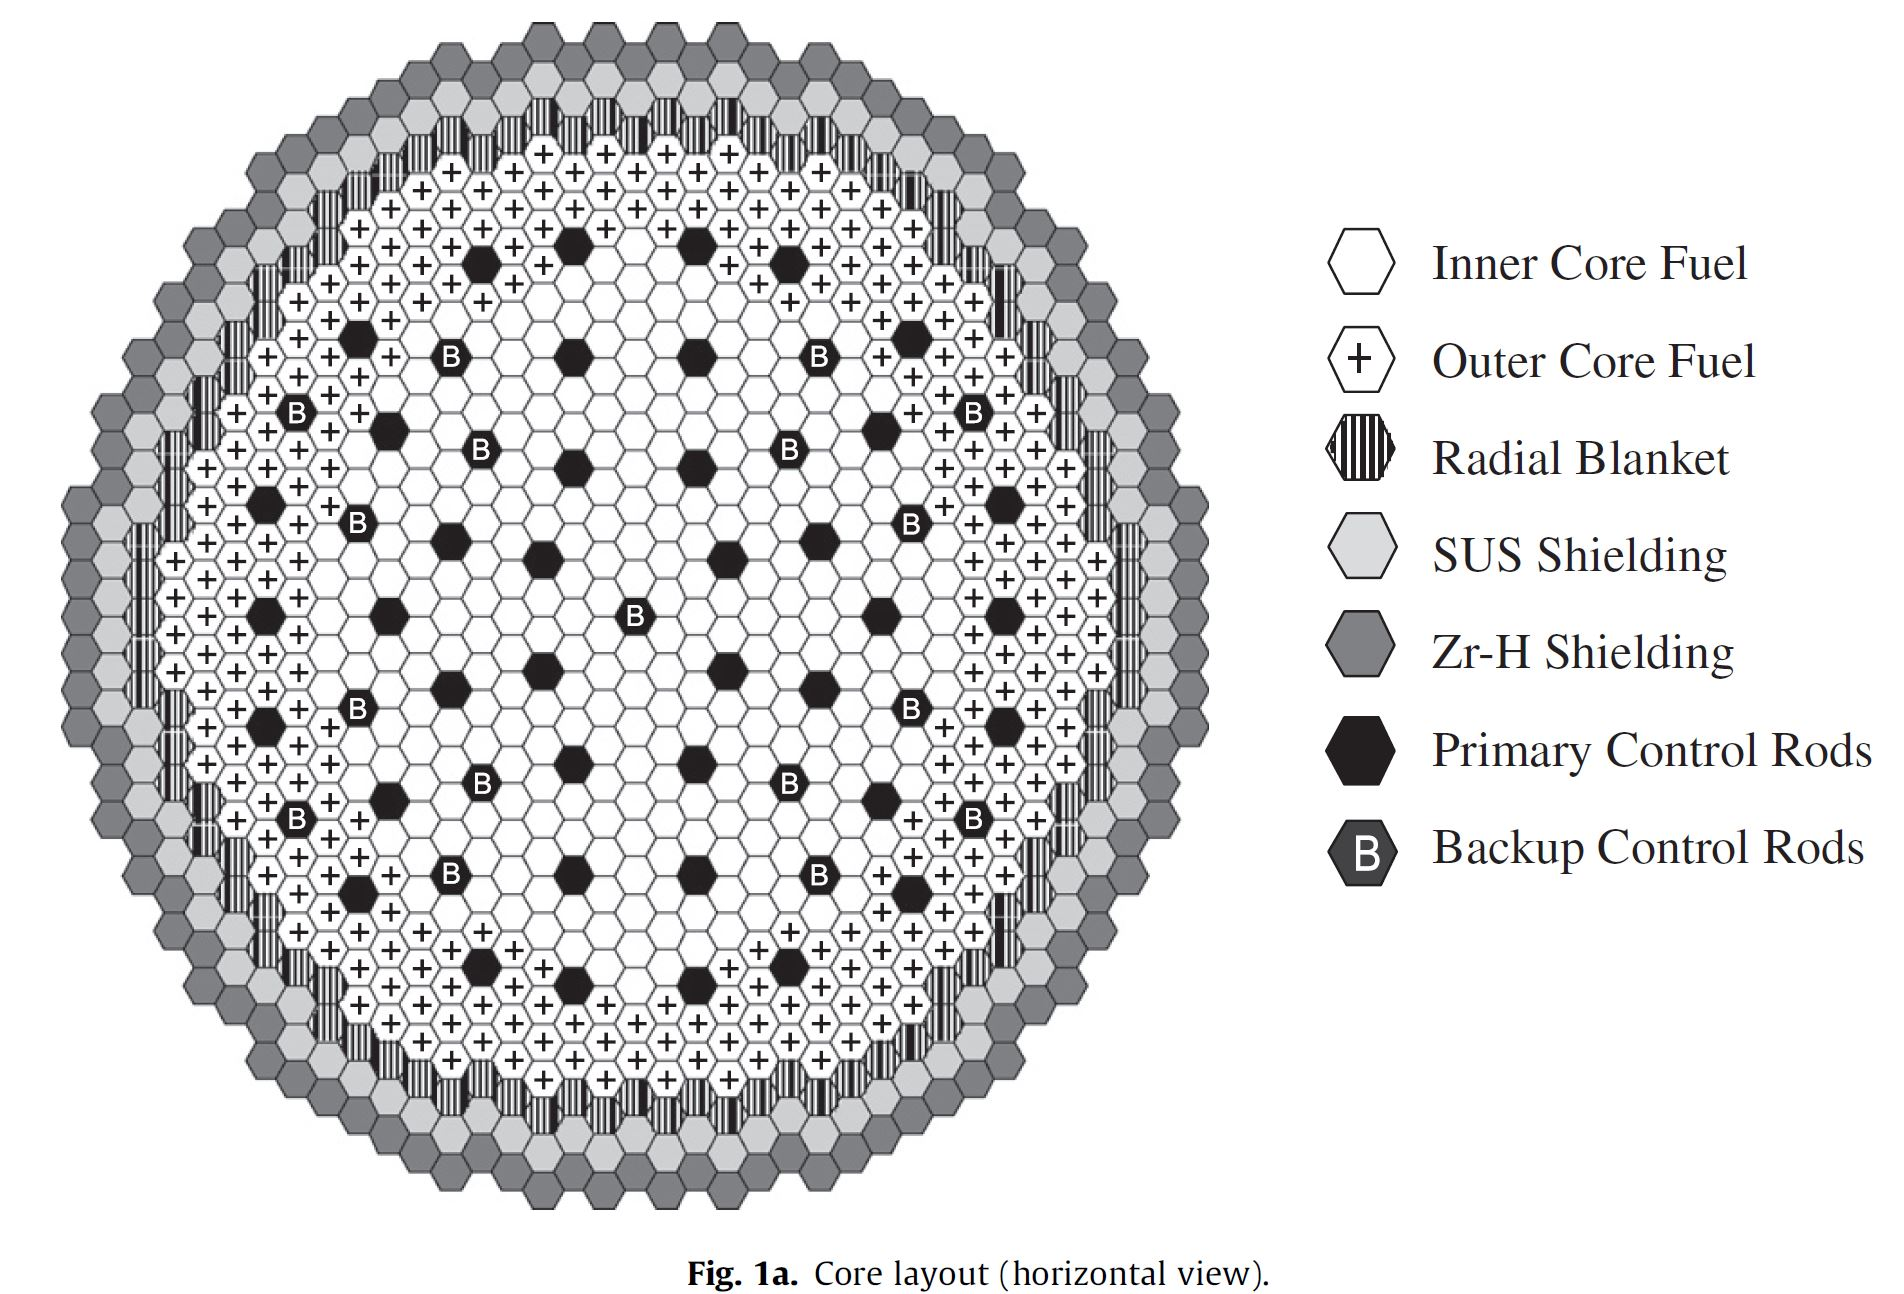 B B
B B
B B
B B
B
B B
B B
B B
B B
Inner Core Fuel
Outer Core Fuel
Radial Blanket
SUS Shielding
Zr-H Shielding
Primary Control Rods
B Backup Control Rods
Fig. 1a. Core layout (horizontal view).